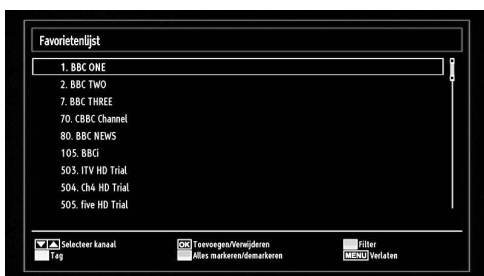 Favorietenlijst
1. BBC ONE
2. BBC TWO
7. BBC THREE
70. CBBC Channel
80. BBC NEWS
105. BBCi
503. ITV HD Trial
504. Ch4 HD Trial
505. five HD Trial
Selecteer kanaal OK Toevoegen/Verwijderen Filter
Tag Alles markeren/demarkeren MENU Verlaten